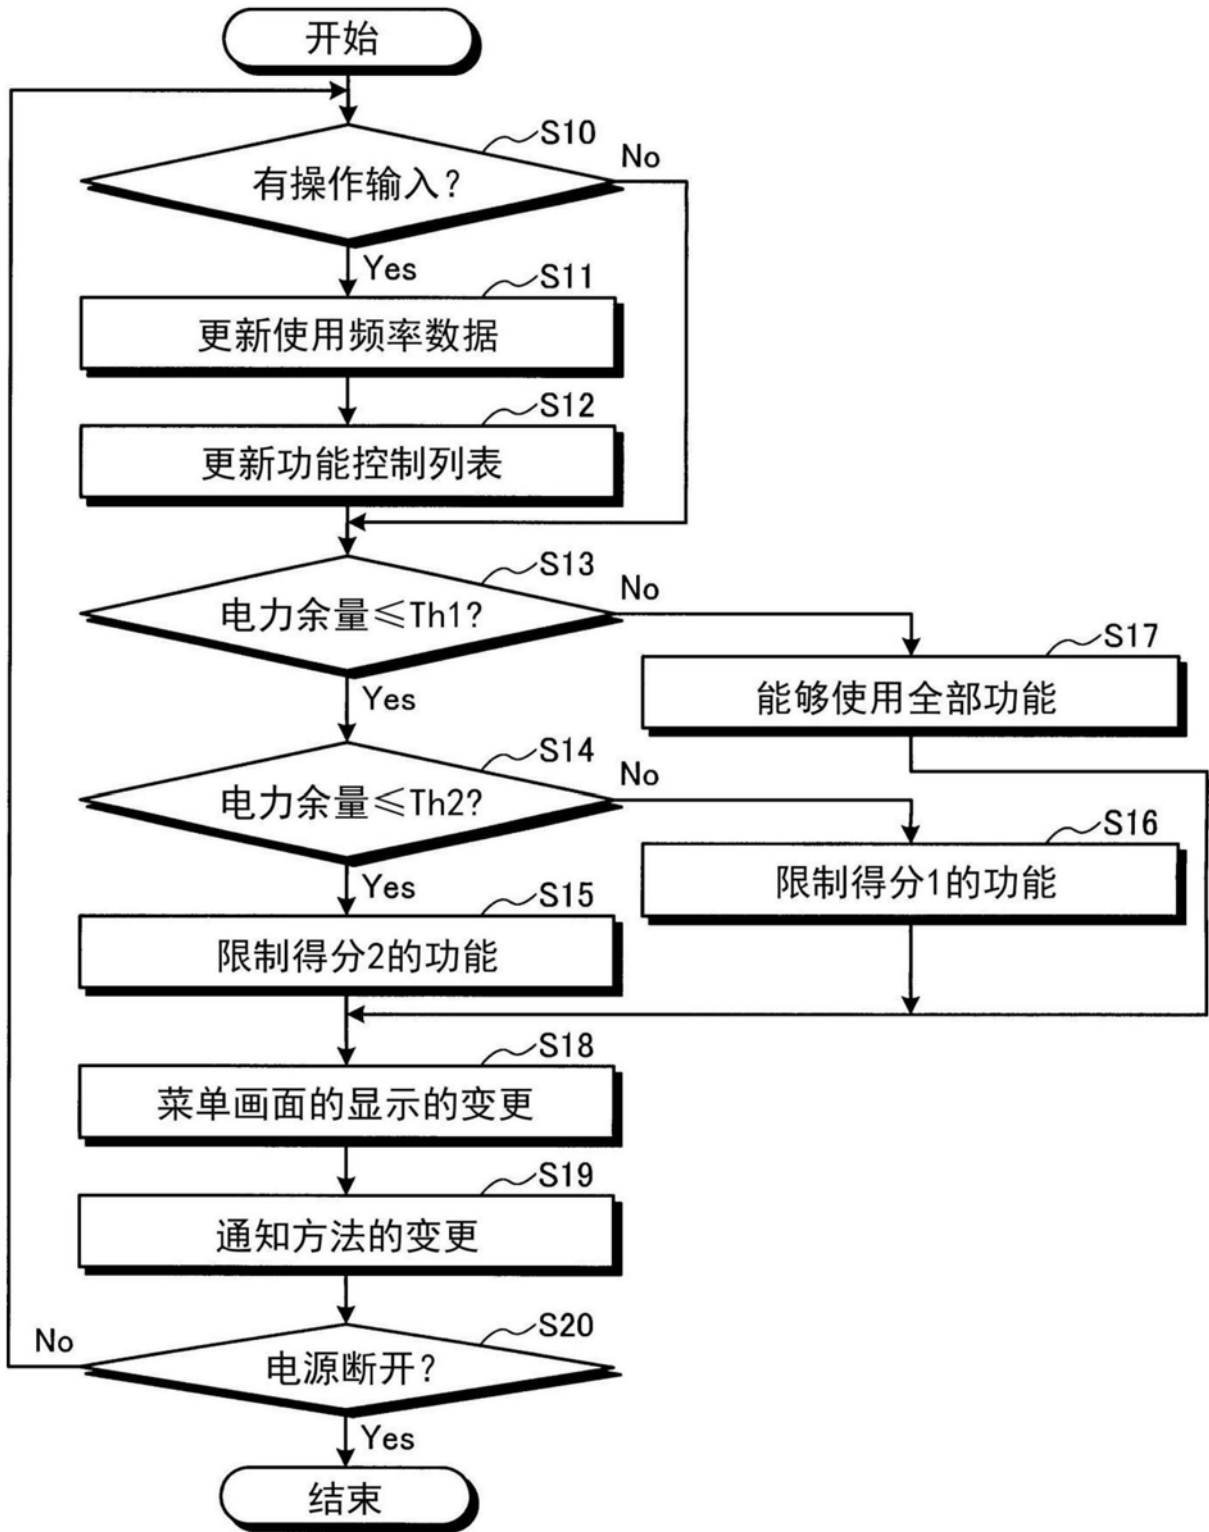 开始
S10
有操作输入?
No
Yes
S11
更新使用频率数据
S12
更新功能控制列表
S13
电力余量≤Th1?
No
Yes
S17
能够使用全部功能
S14
电力余量≤Th2?
No
Yes
S16
限制得分1的功能
S15
限制得分2的功能
S18
菜单画面的显示的变更
S19
通知方法的变更
S20
电源断开?
No
Yes
结束